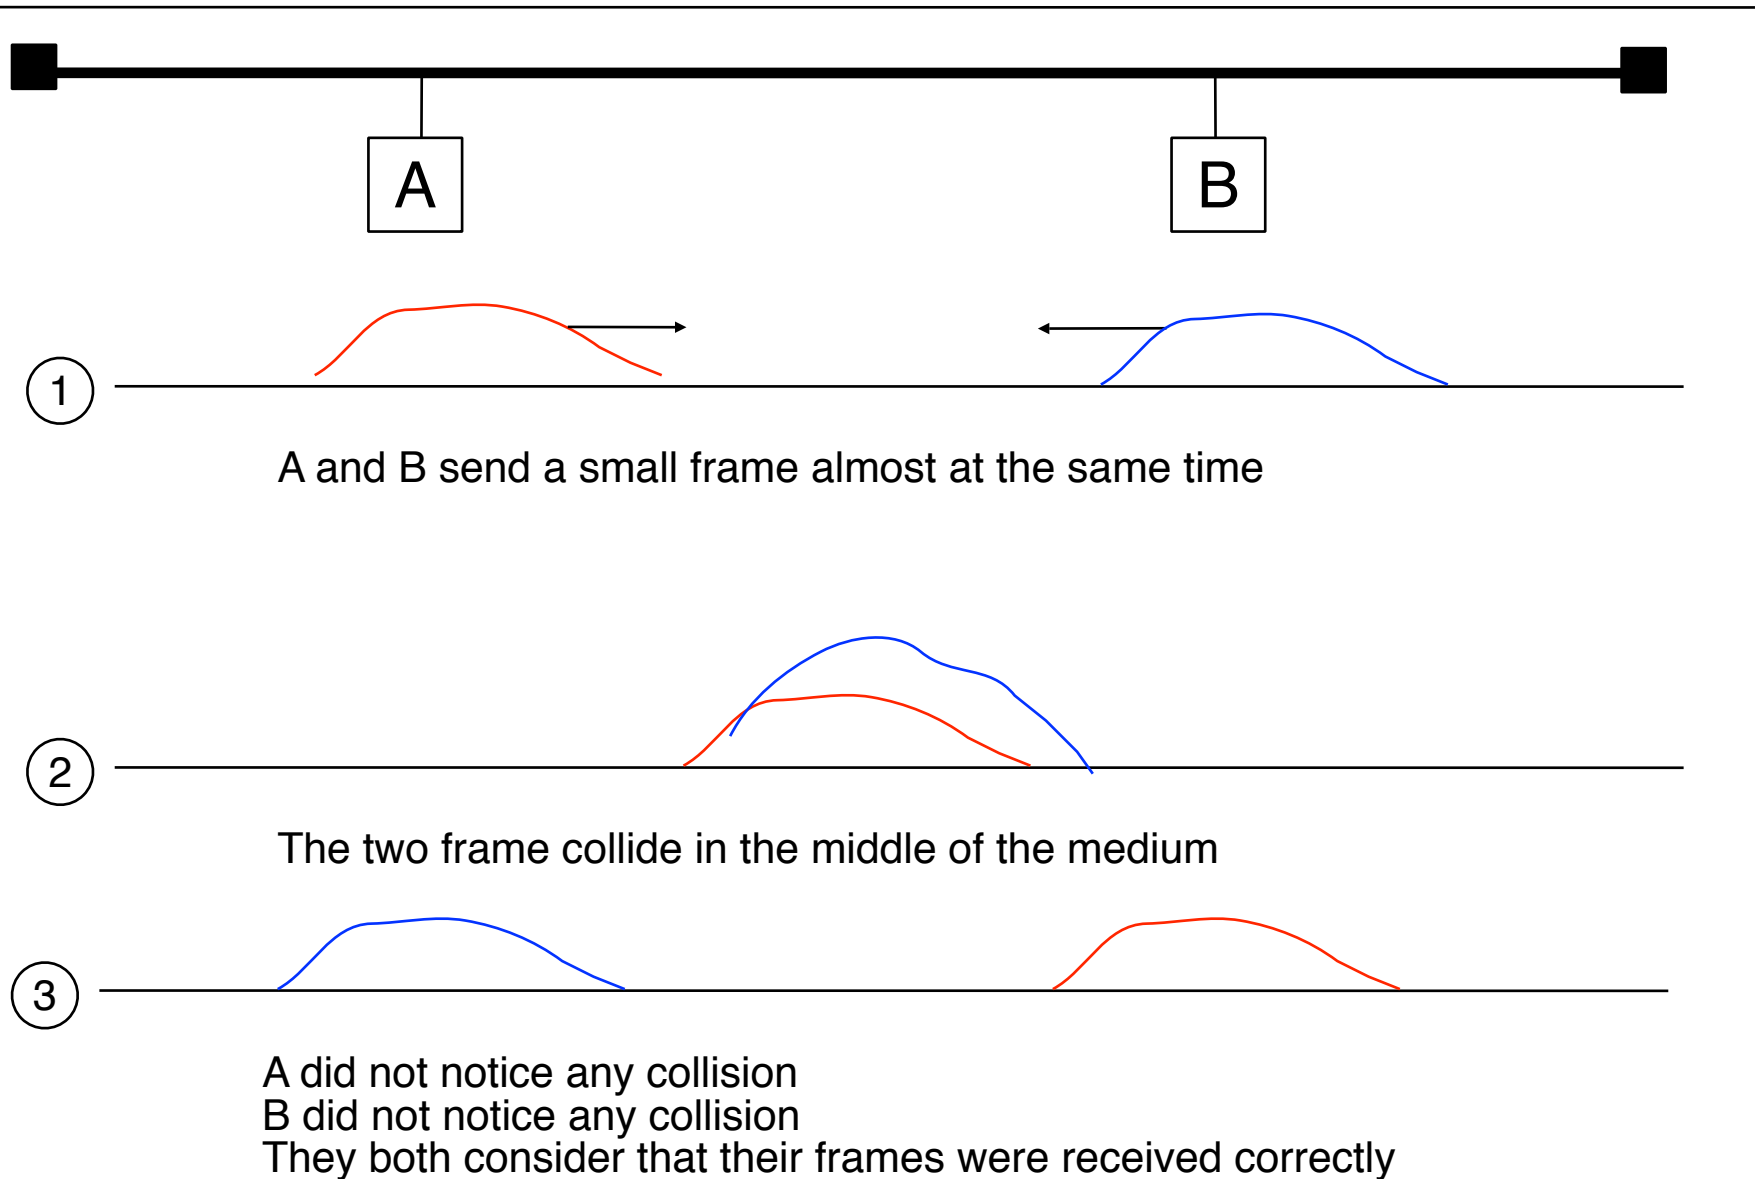 A
B
1
A and B send a small frame almost at the same time
2
The two frame collide in the middle of the medium
3
A did not notice any collision
B did not notice any collision
They both consider that their frames were received correctly